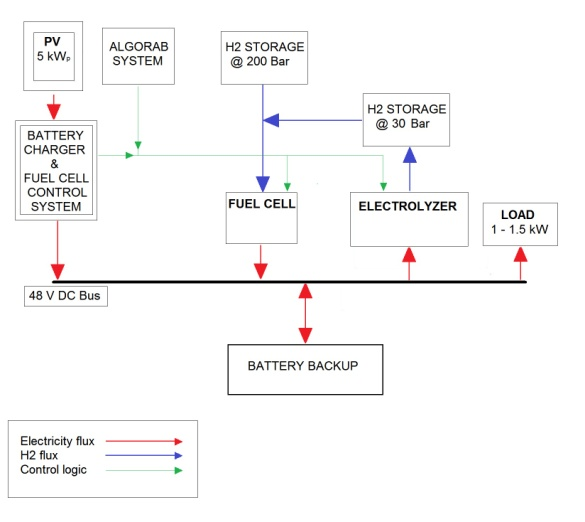 PV
5 kWp
ALGORAB
SYSTEM
H2 STORAGE
@ 200 Bar
H2 STORAGE
@ 30 Bar
BATTERY
CHARGER
&
FUEL CELL
CONTROL
SYSTEM
FUEL CELL
ELECTROLYZER
LOAD
1 - 1.5 kW
48 V DC Bus
BATTERY BACKUP
Electricity flux
H2 flux
Control logic